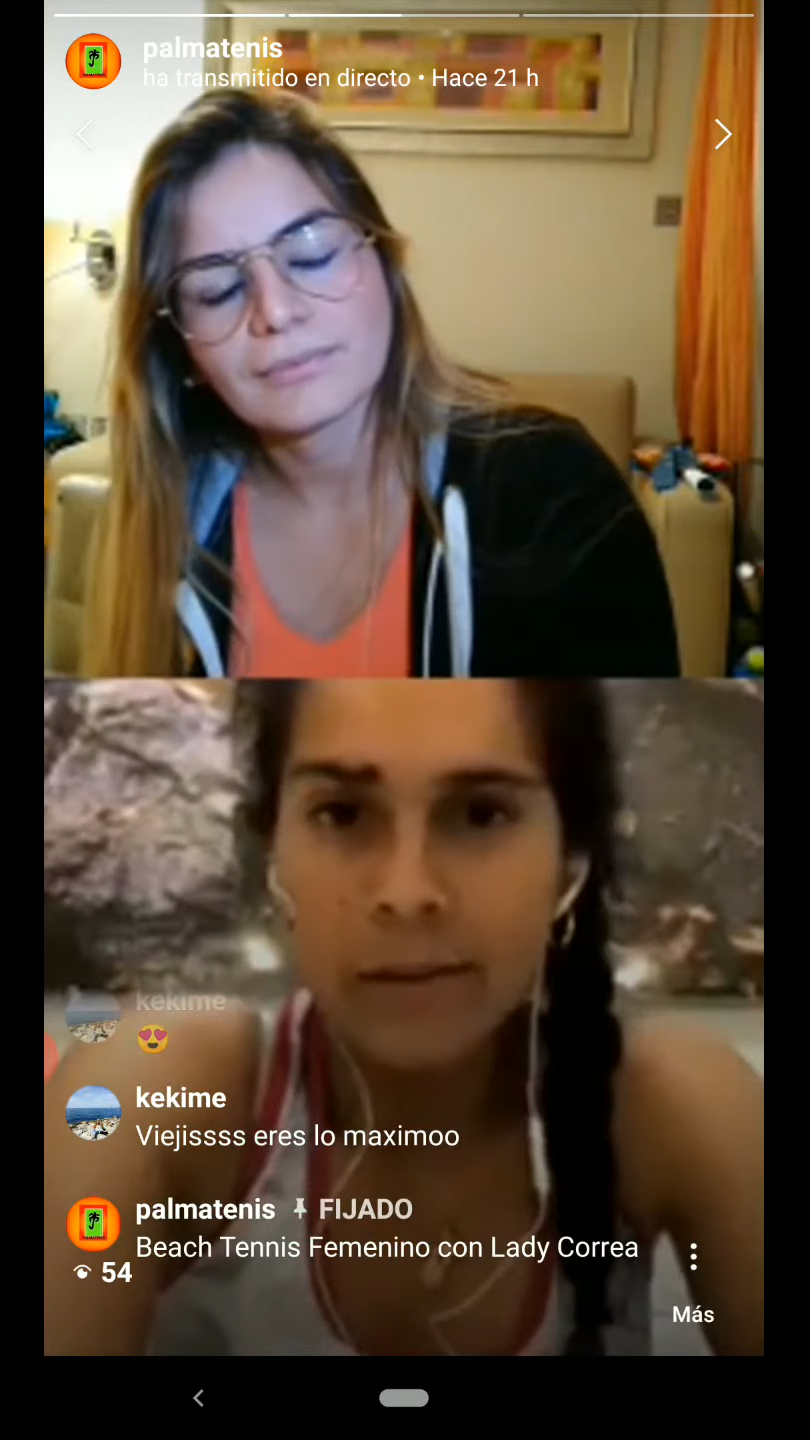 palmatenis
ha transmitido en directo • Hace 21 h
kekime
😍
kekime
Viejissss eres lo maximoo
palmatenis FIJADO
Beach Tennis Femenino con Lady Correa
54
Más